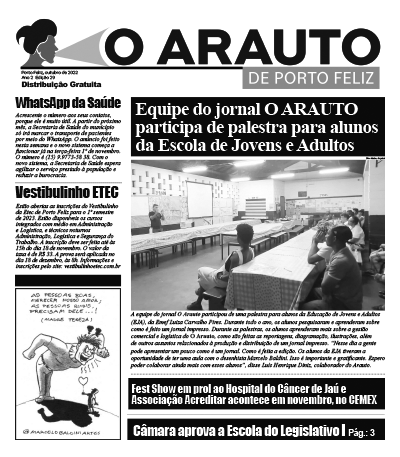 O ARAUTO
DE PORTO FELIZ
Porto Feliz, outubro de 2022
Ano 2 Edição 29
Distribuição Gratuita
WhatsApp da Saúde
Acrescente o número aos seus contatos,
porque ele é muito útil. A partir do próximo
mês, a Secretaria de Saúde do município
só irá marcar o transporte de pacientes
por meio do WhatsApp. O anúncio foi feito
nesta semana e o novo sistema começa a
funcionar já na terça-feira 1º de novembro.
O número é (15) 9.9773-58 38. Com o
novo sistema, a Secretaria de Saúde espera
agilizar o serviço prestado à população e
reduzir a burocracia.
Vestibulinho ETEC
Estão abertas as inscrições do Vestibulinho
da Etec de Porto Feliz para o 1º semestre
de 2023. Estão disponíveis os cursos
integrados com médio em Administração
e Logística, e técnicos noturnos
Administração, Logística e Segurança do
Trabalho. A inscrição deve ser feita até às
15h do dia 18 de novembro. O valor da
taxa é de R$ 33. A prova será aplicada no
dia 18 de dezembro, às 8h. Informações e
inscrições pelo site: vestibulinhoetec.com.br
AS PESSOAS BOAS,
MERECEM NOSSO AMOR,
AS PESSOAS RUINS,
PRECISAM DELE...!
(MADRE TEREZA)
@MARCELOBALDINIARTES
Equipe do jornal O ARAUTO
participa de palestra para alunos
da Escola de Jovens e Adultos
A equipe do jornal O Arauto participou de uma palestra para alunos da Educação de Jovens e Adultos
(EJA), da Emef Luiza Carvalho Pires. Durante todo o ano, os alunos pesquisaram e aprenderam sobre
como é feito um jornal impresso. Durante as palestras, os alunos aprenderam mais sobre a gestão
comercial e logística do O Arauto, como são feitas as reportagens, diagramação, ilustrações, além
de outros assuntos relacionados à produção e distribuição de um jornal impresso. "Nesse dia a gente
pode apresentar um pouco como é um jornal. Como é feita a edição. Os alunos da EJA tiveram a
oportunidade de ter uma aula com o desenhista Marcelo Baldini. Isso é importante e gratificante. Espero
poder colaborar ainda mais com esses alunos", disse Luis Henrique Diniz, colaborador do Arauto.
Fest Show em prol ao Hospital do Câncer de Jaú e
Associação Acreditar acontece em novembro, no CEMEX
Câmara aprova a Escola do Legislativo | Pág.: 3